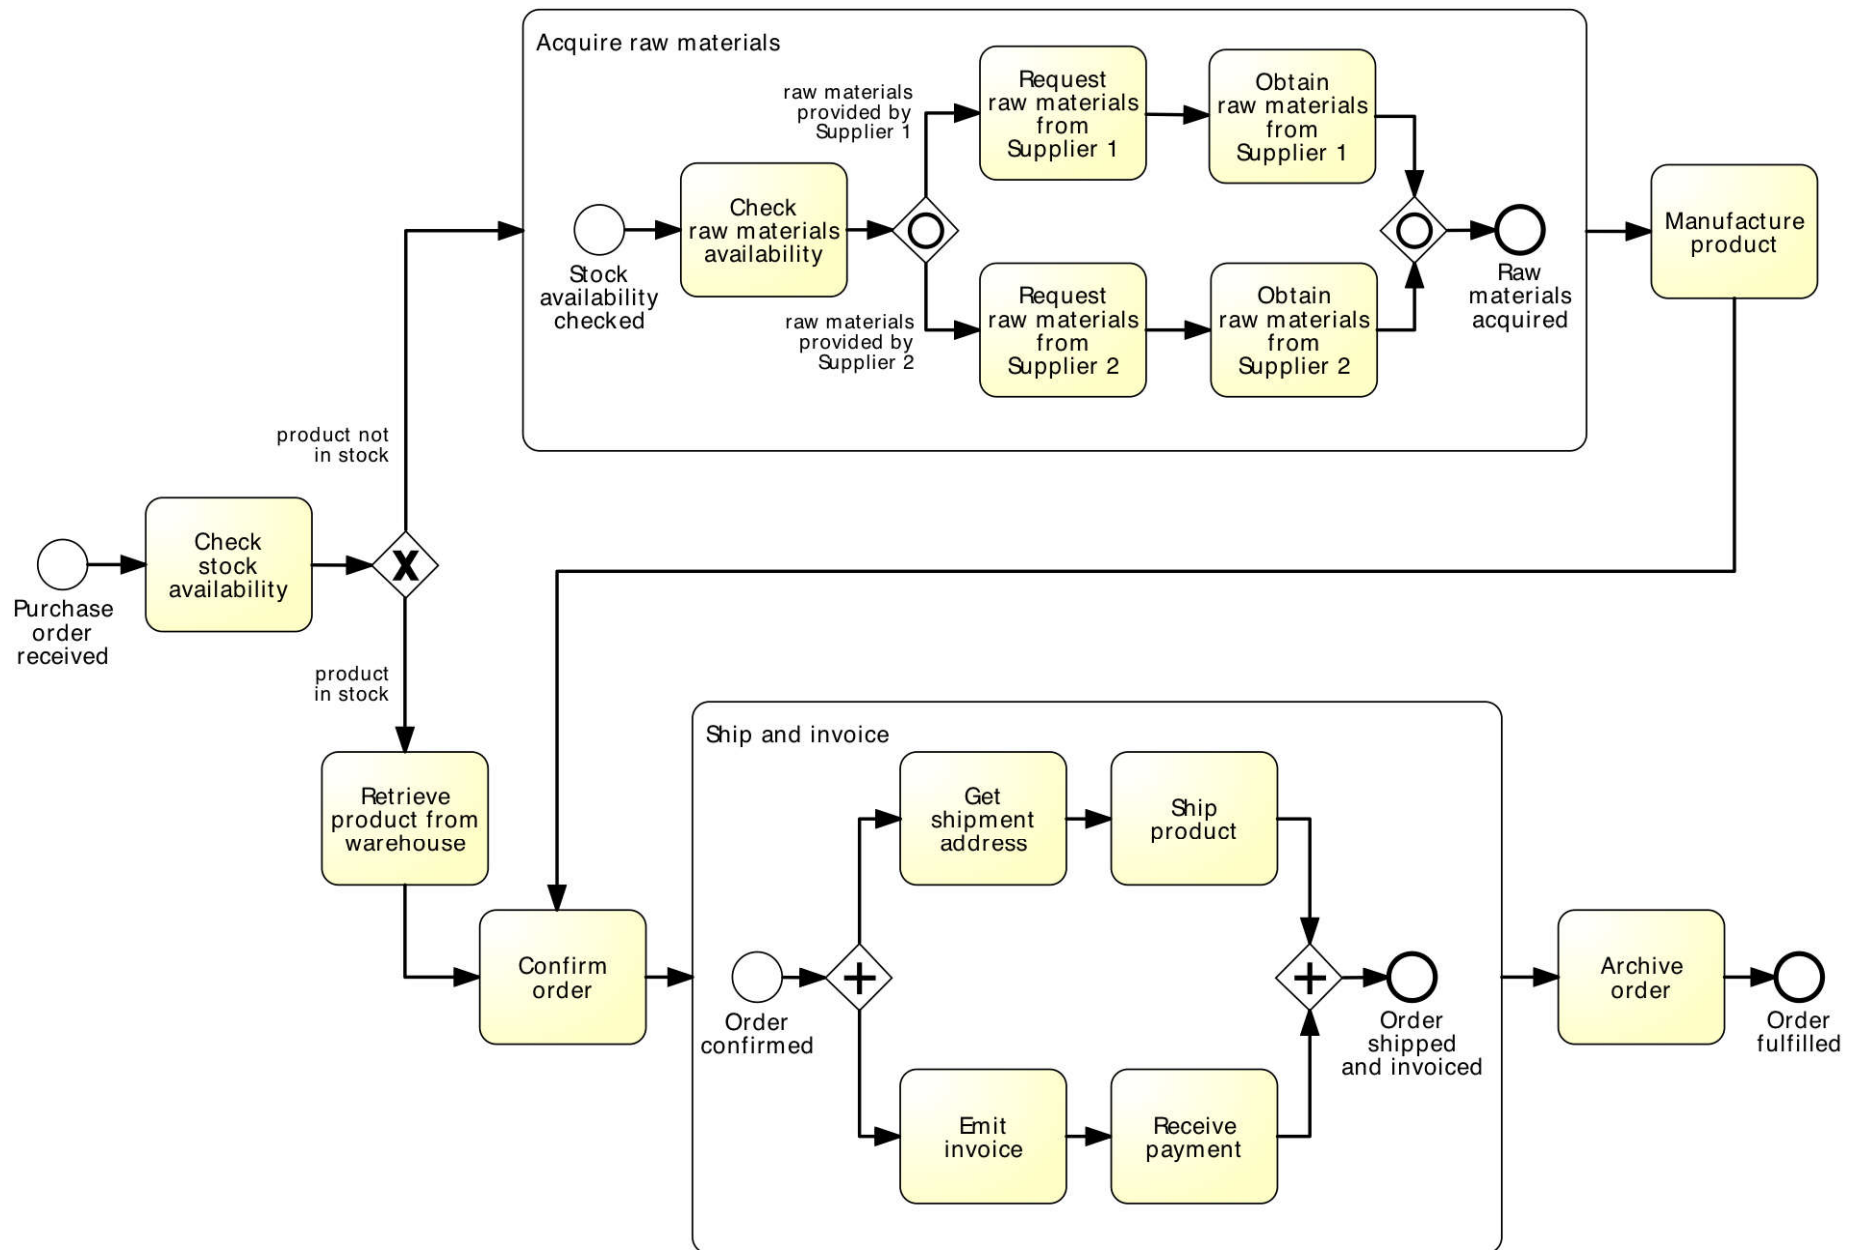 Acquire raw materials
raw materials
provided by
Supplier 1
Request
raw materials
from
Supplier 1
Obtain
raw materials
from
Supplier 1
Stock
availability
checked
Check
raw materials
availability
raw materials
provided by
Supplier 2
Request
raw materials
from
Supplier 2
Obtain
raw materials
from
Supplier 2
Raw
materials
acquired
Manufacture
product
product not
in stock
Purchase
order
received
Check
stock
availability
X
product
in stock
Retrieve
product from
warehouse
Confirm
order
Ship and invoice
Get
shipment
address
Ship
product
Order
confirmed
Emit
invoice
Receive
payment
Order
shipped
and invoiced
Archive
order
Order
fulfilled